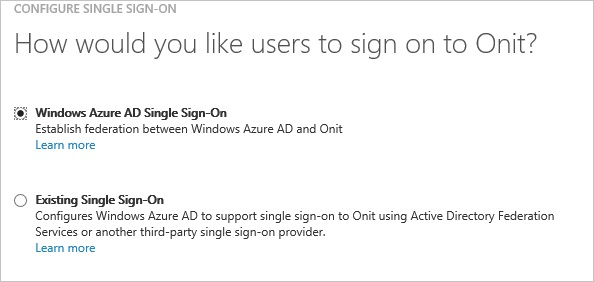 CONFIGURE SINGLE SIGN-ON
How would you like users to sign on to Onit?
Windows Azure AD Single Sign-On
Establish federation between Windows Azure AD and Onit
Learn more
Existing Single Sign-On
Configures Windows Azure AD to support single sign-on to Onit using Active Directory Federation
Services or another third-party single sign-on provider.
Learn more